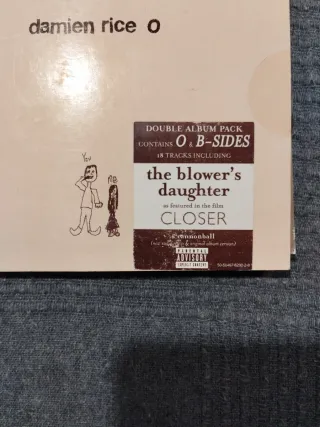 damien rice O
You
ME
DOUBLE ALBUM PACK
CONTAINS O & B-SIDES
18 TRACKS INCLUDING
the blower's
daughter
as featured in the film
CLOSER
& cannonball
PARENTAL
ADVISORY
EXPLICIT CONTENT